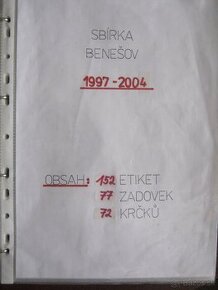 SBÍRKA
BENEŠOV
1997-2004
OBSAH: 152 ETIKET
77 ZADOVEK
72 KRČKŮ